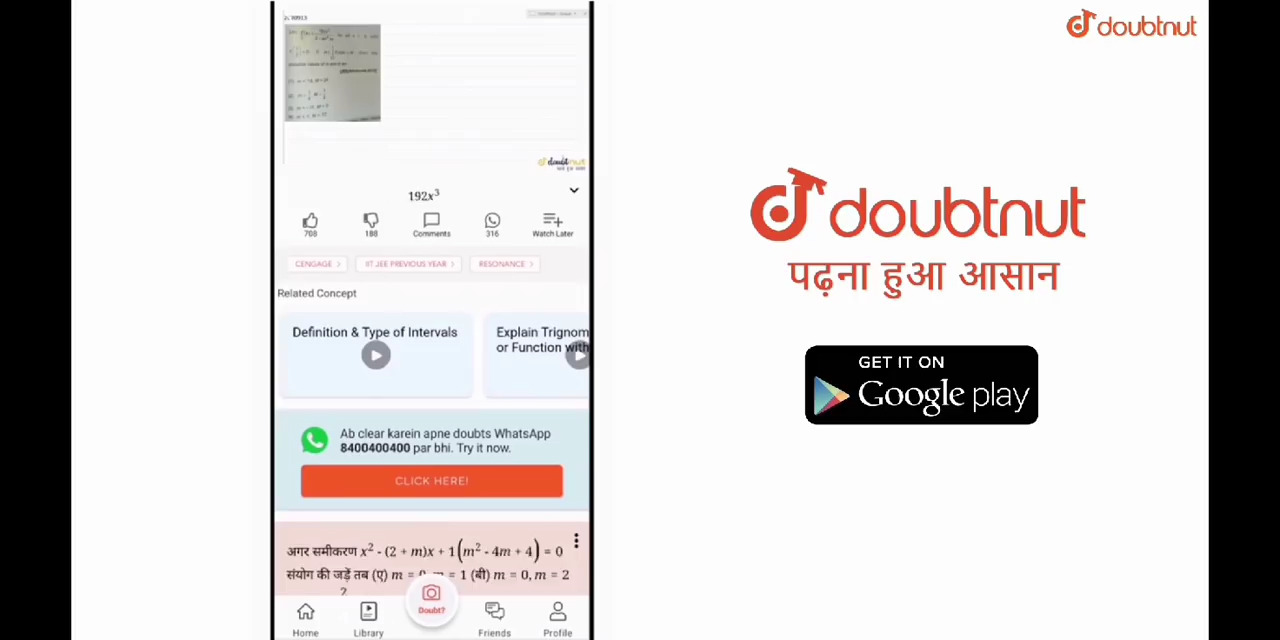 doubtnut
doubtnut
192x³
708
188
Comments
316
Watch Later
CENGAGE >
IIT JEE PREVIOUS YEAR >
RESONANCE >
Related Concept
Definition & Type of Intervals
Explain Trignom
or Function with
Ab clear karein apne doubts WhatsApp
8400400400 par bhi. Try it now.
CLICK HERE!
अगर समीकरण x² - (2 + m)x + 1(m² - 4m + 4) = 0
संयोग की जड़ें तब (ए) m = 0, m = 1 (बी) m = 0, m = 2
Doubt?
Home
Library
Friends
Profile
doubtnut
पढ़ना हुआ आसान
GET IT ON
Google play